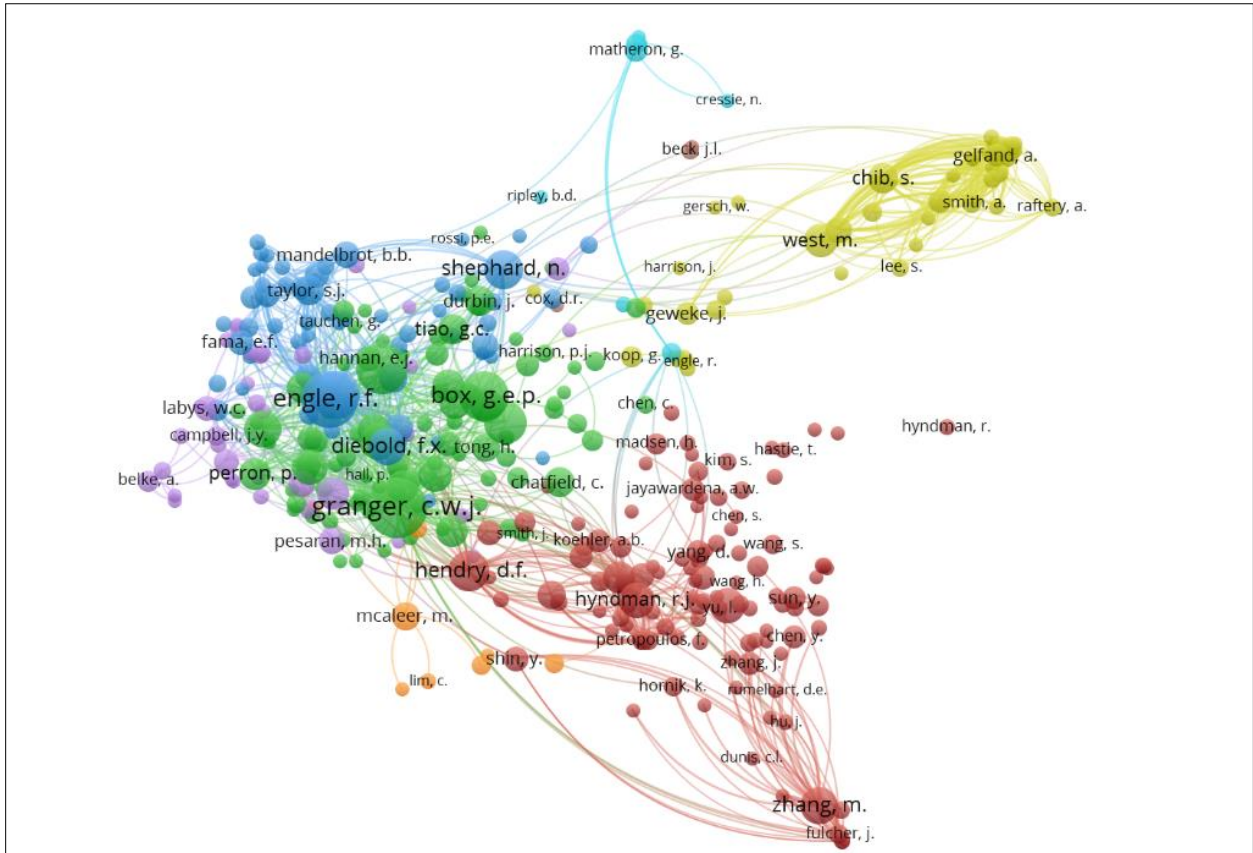 matheron, g.
cressie, n.
beck, j.l.
gelfand, a.
chib, s.
ripley, b.d.
gersch, w.
smith, a.
raftery, a.
rossi, p.e.
west, m.
mandelbrot, b.b.
shephard, n.
harrison, j.
lee, s.
taylor, s.j.
durbin, j.
cox, d.r.
tauchen, g.
tiao, g.c.
geweke, j.
fama, e.f.
hannan, e.j.
harrison, p.j.
koop, g.
engle, r.
engle, r.f.
box, g.e.p.
labys, w.c.
chen, c.
hyndman, r.
campbell, j.y.
diebold, f.x.
tong, h.
madsen, h.
hastie, t.
kim, s.
perron, p.
hall, p.
belke, a.
chatfield, c.
jayawardena, a.w.
granger, c.w.j.
chen, s.
smith, j.
pesaran, m.h.
koehler, a.b.
yang, d.
wang, s.
hendry, d.f.
wang, h.
hyndman, r.j.
yu, l.
sun, y.
mcaleer, m.
petropoulos, f.
chen, y.
shin, y.
zhang, j.
lim, c.
hornik, k.
rumelhart, d.e.
hu, j.
dunis, c.l.
zhang, m.
fulcher, j.